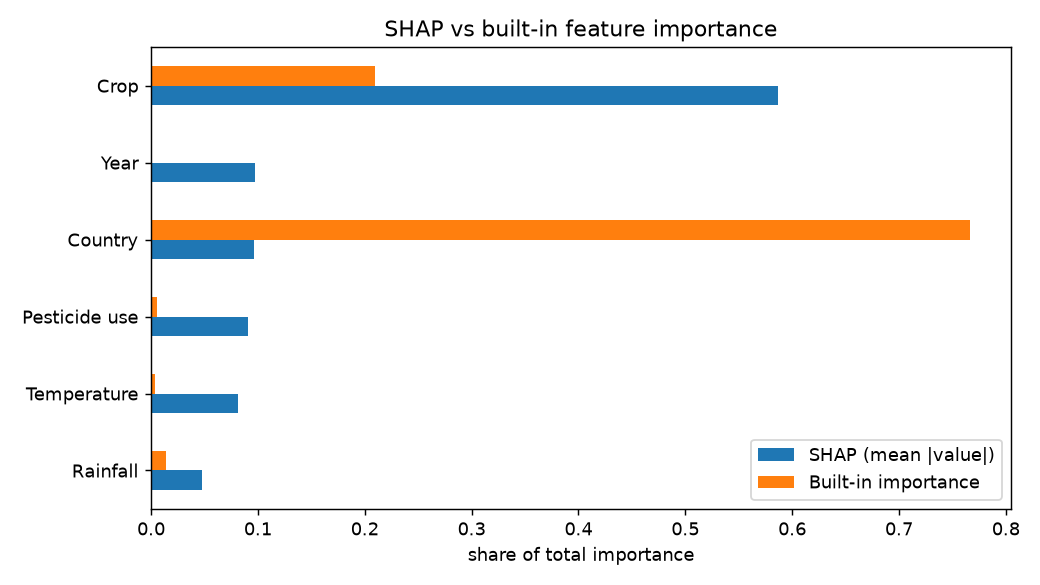 SHAP vs built-in feature importance
Crop
Year
Country
Pesticide use
Temperature
Rainfall
SHAP (mean |value|)
Built-in importance
0.0 0.1 0.2 0.3 0.4 0.5 0.6 0.7 0.8
share of total importance